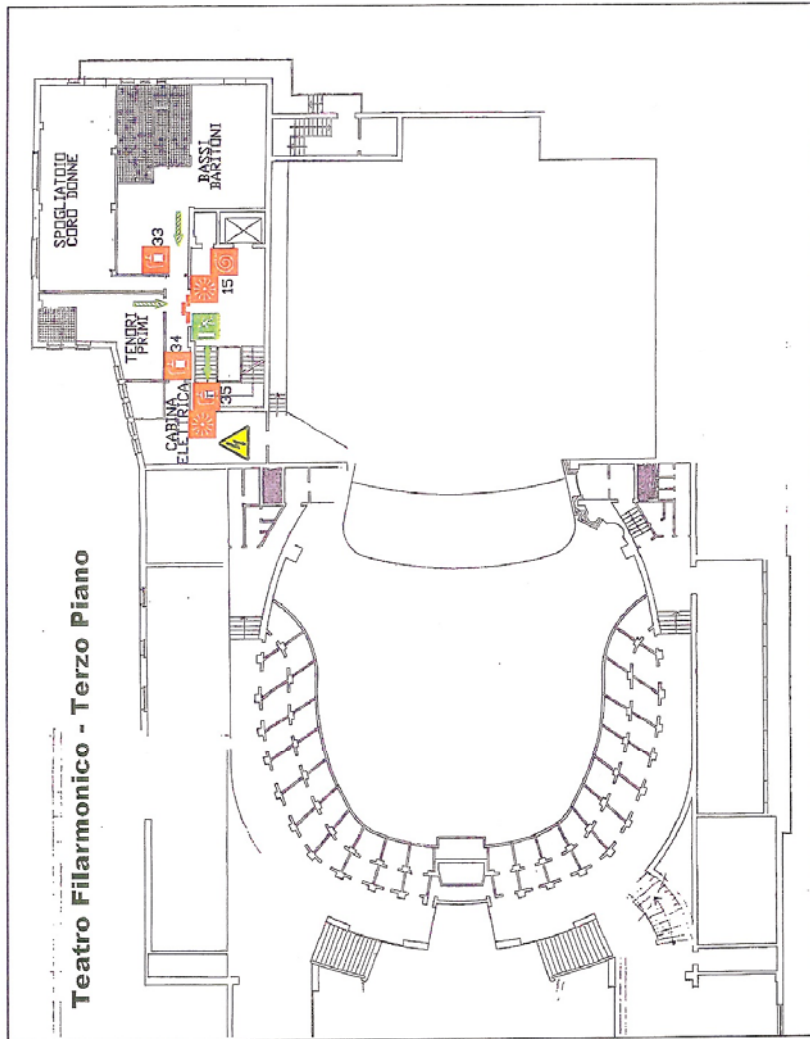 Teatro Filarmonico - Terzo Piano
SPOGLIATOIO
CORO DONNE
BASSI
BARITONI
TENORI
PRIMI
CABINA
ELETTRICA
33
15
34
35